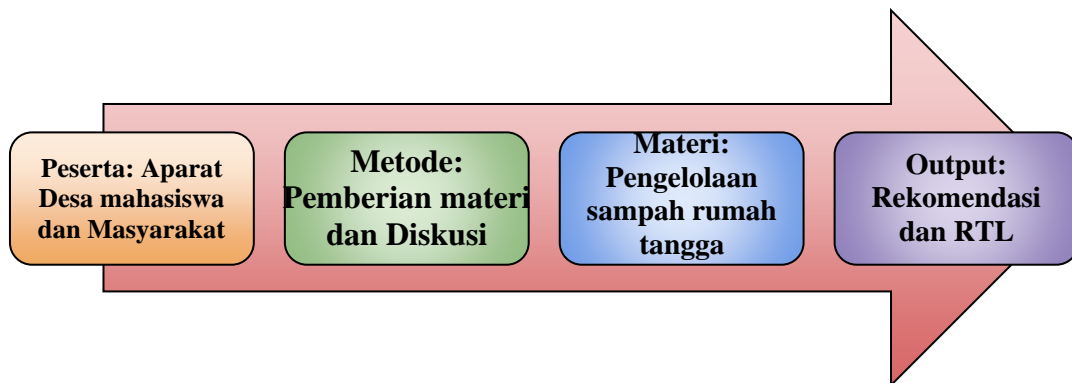 Peserta: Aparat
Desa mahasiswa
dan Masyarakat
Metode:
Pemberian materi
dan Diskusi
Materi:
Pengelolaan
sampah rumah
tangga
Output:
Rekomendasi
dan RTL